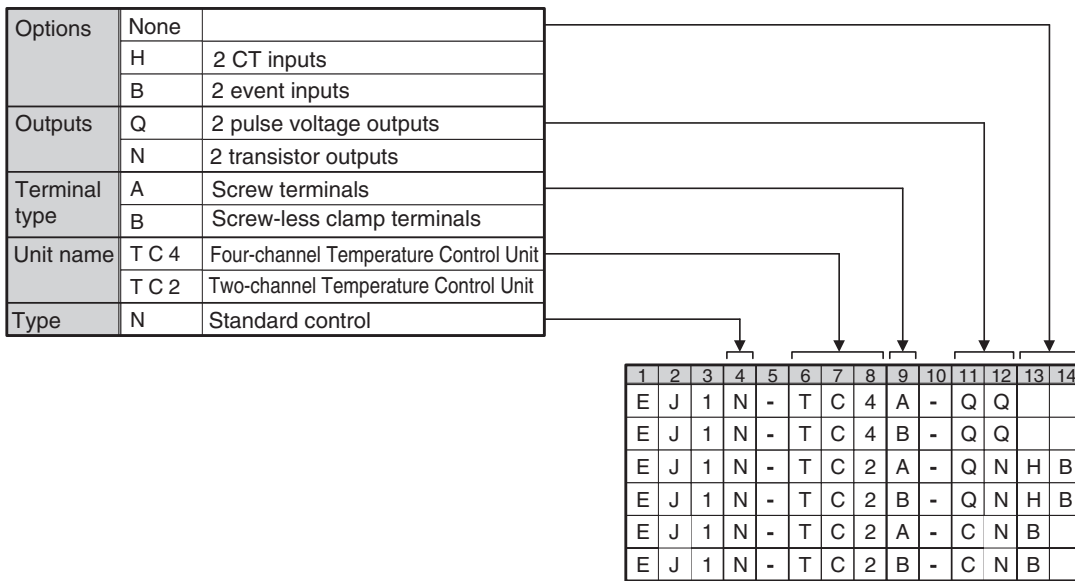 Options None
H 2 CT inputs
B 2 event inputs
Outputs Q 2 pulse voltage outputs
N 2 transistor outputs
Terminal type A Screw terminals
B Screw-less clamp terminals
Unit name T C 4 Four-channel Temperature Control Unit
T C 2 Two-channel Temperature Control Unit
Type N Standard control
1 2 3 4 5 6 7 8 9 10 11 12 13 14
E J 1 N - T C 4 A - Q Q
E J 1 N - T C 4 B - Q Q
E J 1 N - T C 2 A - Q N H B
E J 1 N - T C 2 B - Q N H B
E J 1 N - T C 2 A - C N B
E J 1 N - T C 2 B - C N B